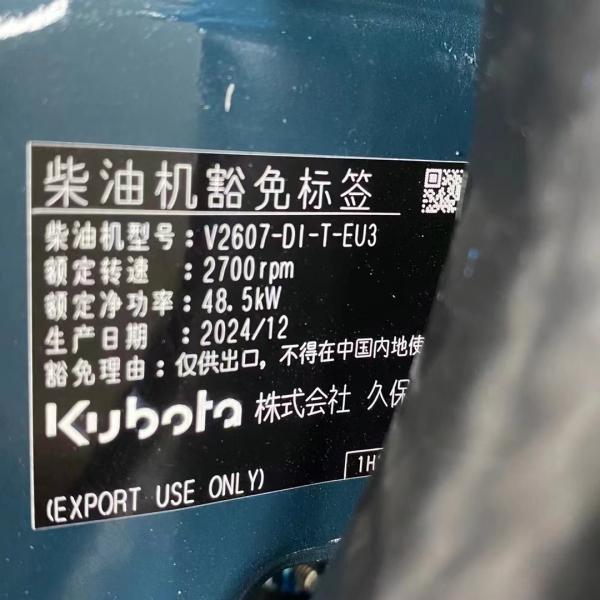 柴油机豁免标签
柴油机型号：V2607-DI-T-EU3
额定转速：2700rpm
额定净功率：48.5kW
生产日期：2024/12
豁免理由：仅供出口，不得在中国内地使
Kubota 株式会社 久保
1H
(EXPORT USE ONLY)